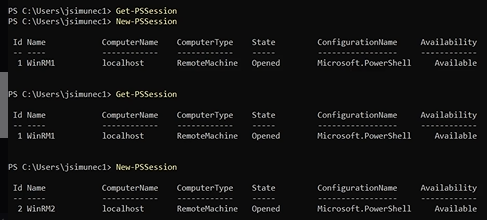 PS C:\Users\jsimunec1> Get-PSSession
PS C:\Users\jsimunec1> New-PSSession
Id Name ComputerName ComputerType State ConfigurationName Availability
-- ---- ------------ ------------ ----- ----------------- ------------
1 WinRM1 localhost RemoteMachine Opened Microsoft.PowerShell Available
PS C:\Users\jsimunec1> Get-PSSession
Id Name ComputerName ComputerType State ConfigurationName Availability
-- ---- ------------ ------------ ----- ----------------- ------------
1 WinRM1 localhost RemoteMachine Opened Microsoft.PowerShell Available
PS C:\Users\jsimunec1> New-PSSession
Id Name ComputerName ComputerType State ConfigurationName Availability
-- ---- ------------ ------------ ----- ----------------- ------------
2 WinRM2 localhost RemoteMachine Opened Microsoft.PowerShell Available